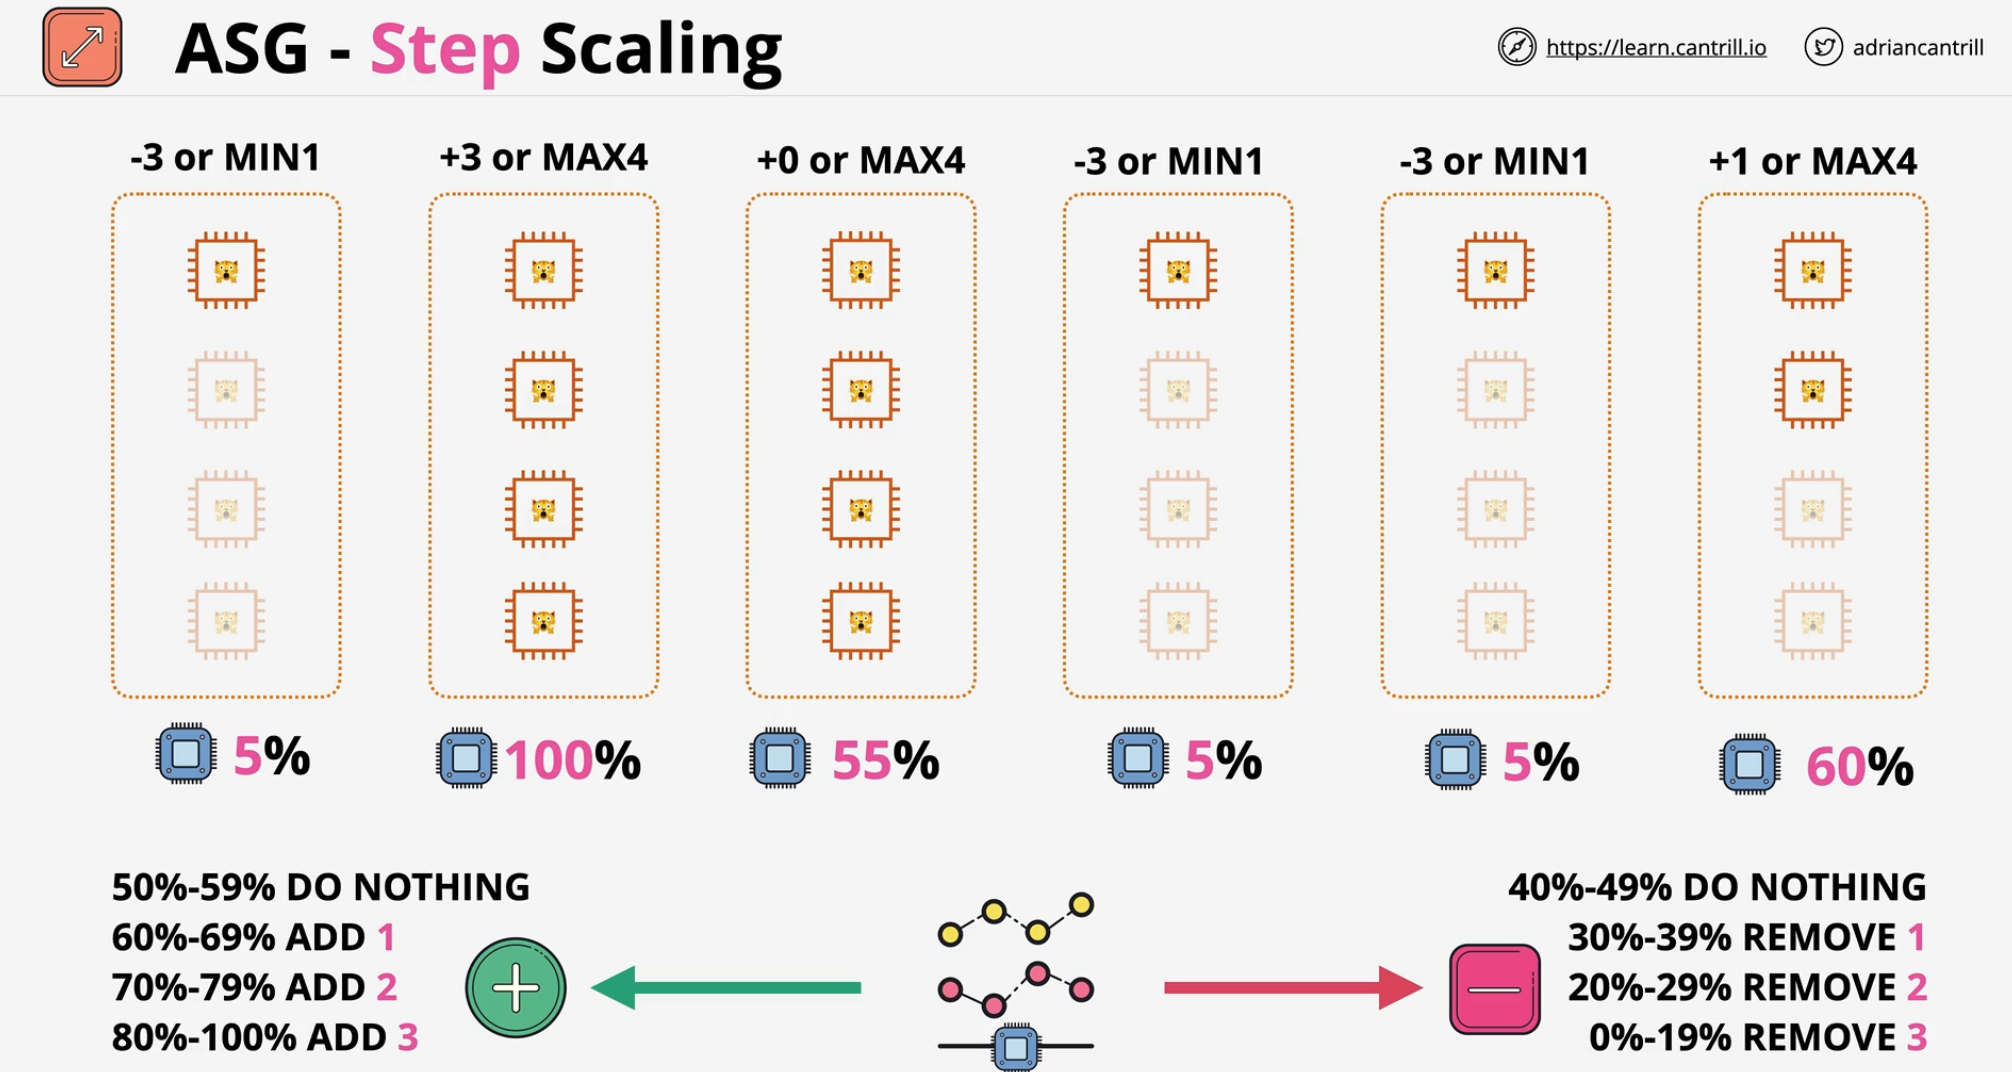 ASG - Step Scaling
https://learn.cantrill.io
adriancantrill
-3 or MIN1
+3 or MAX4
+0 or MAX4
-3 or MIN1
-3 or MIN1
+1 or MAX4
5%
100%
55%
5%
5%
60%
50%-59% DO NOTHING
60%-69% ADD 1
70%-79% ADD 2
80%-100% ADD 3
40%-49% DO NOTHING
30%-39% REMOVE 1
20%-29% REMOVE 2
0%-19% REMOVE 3